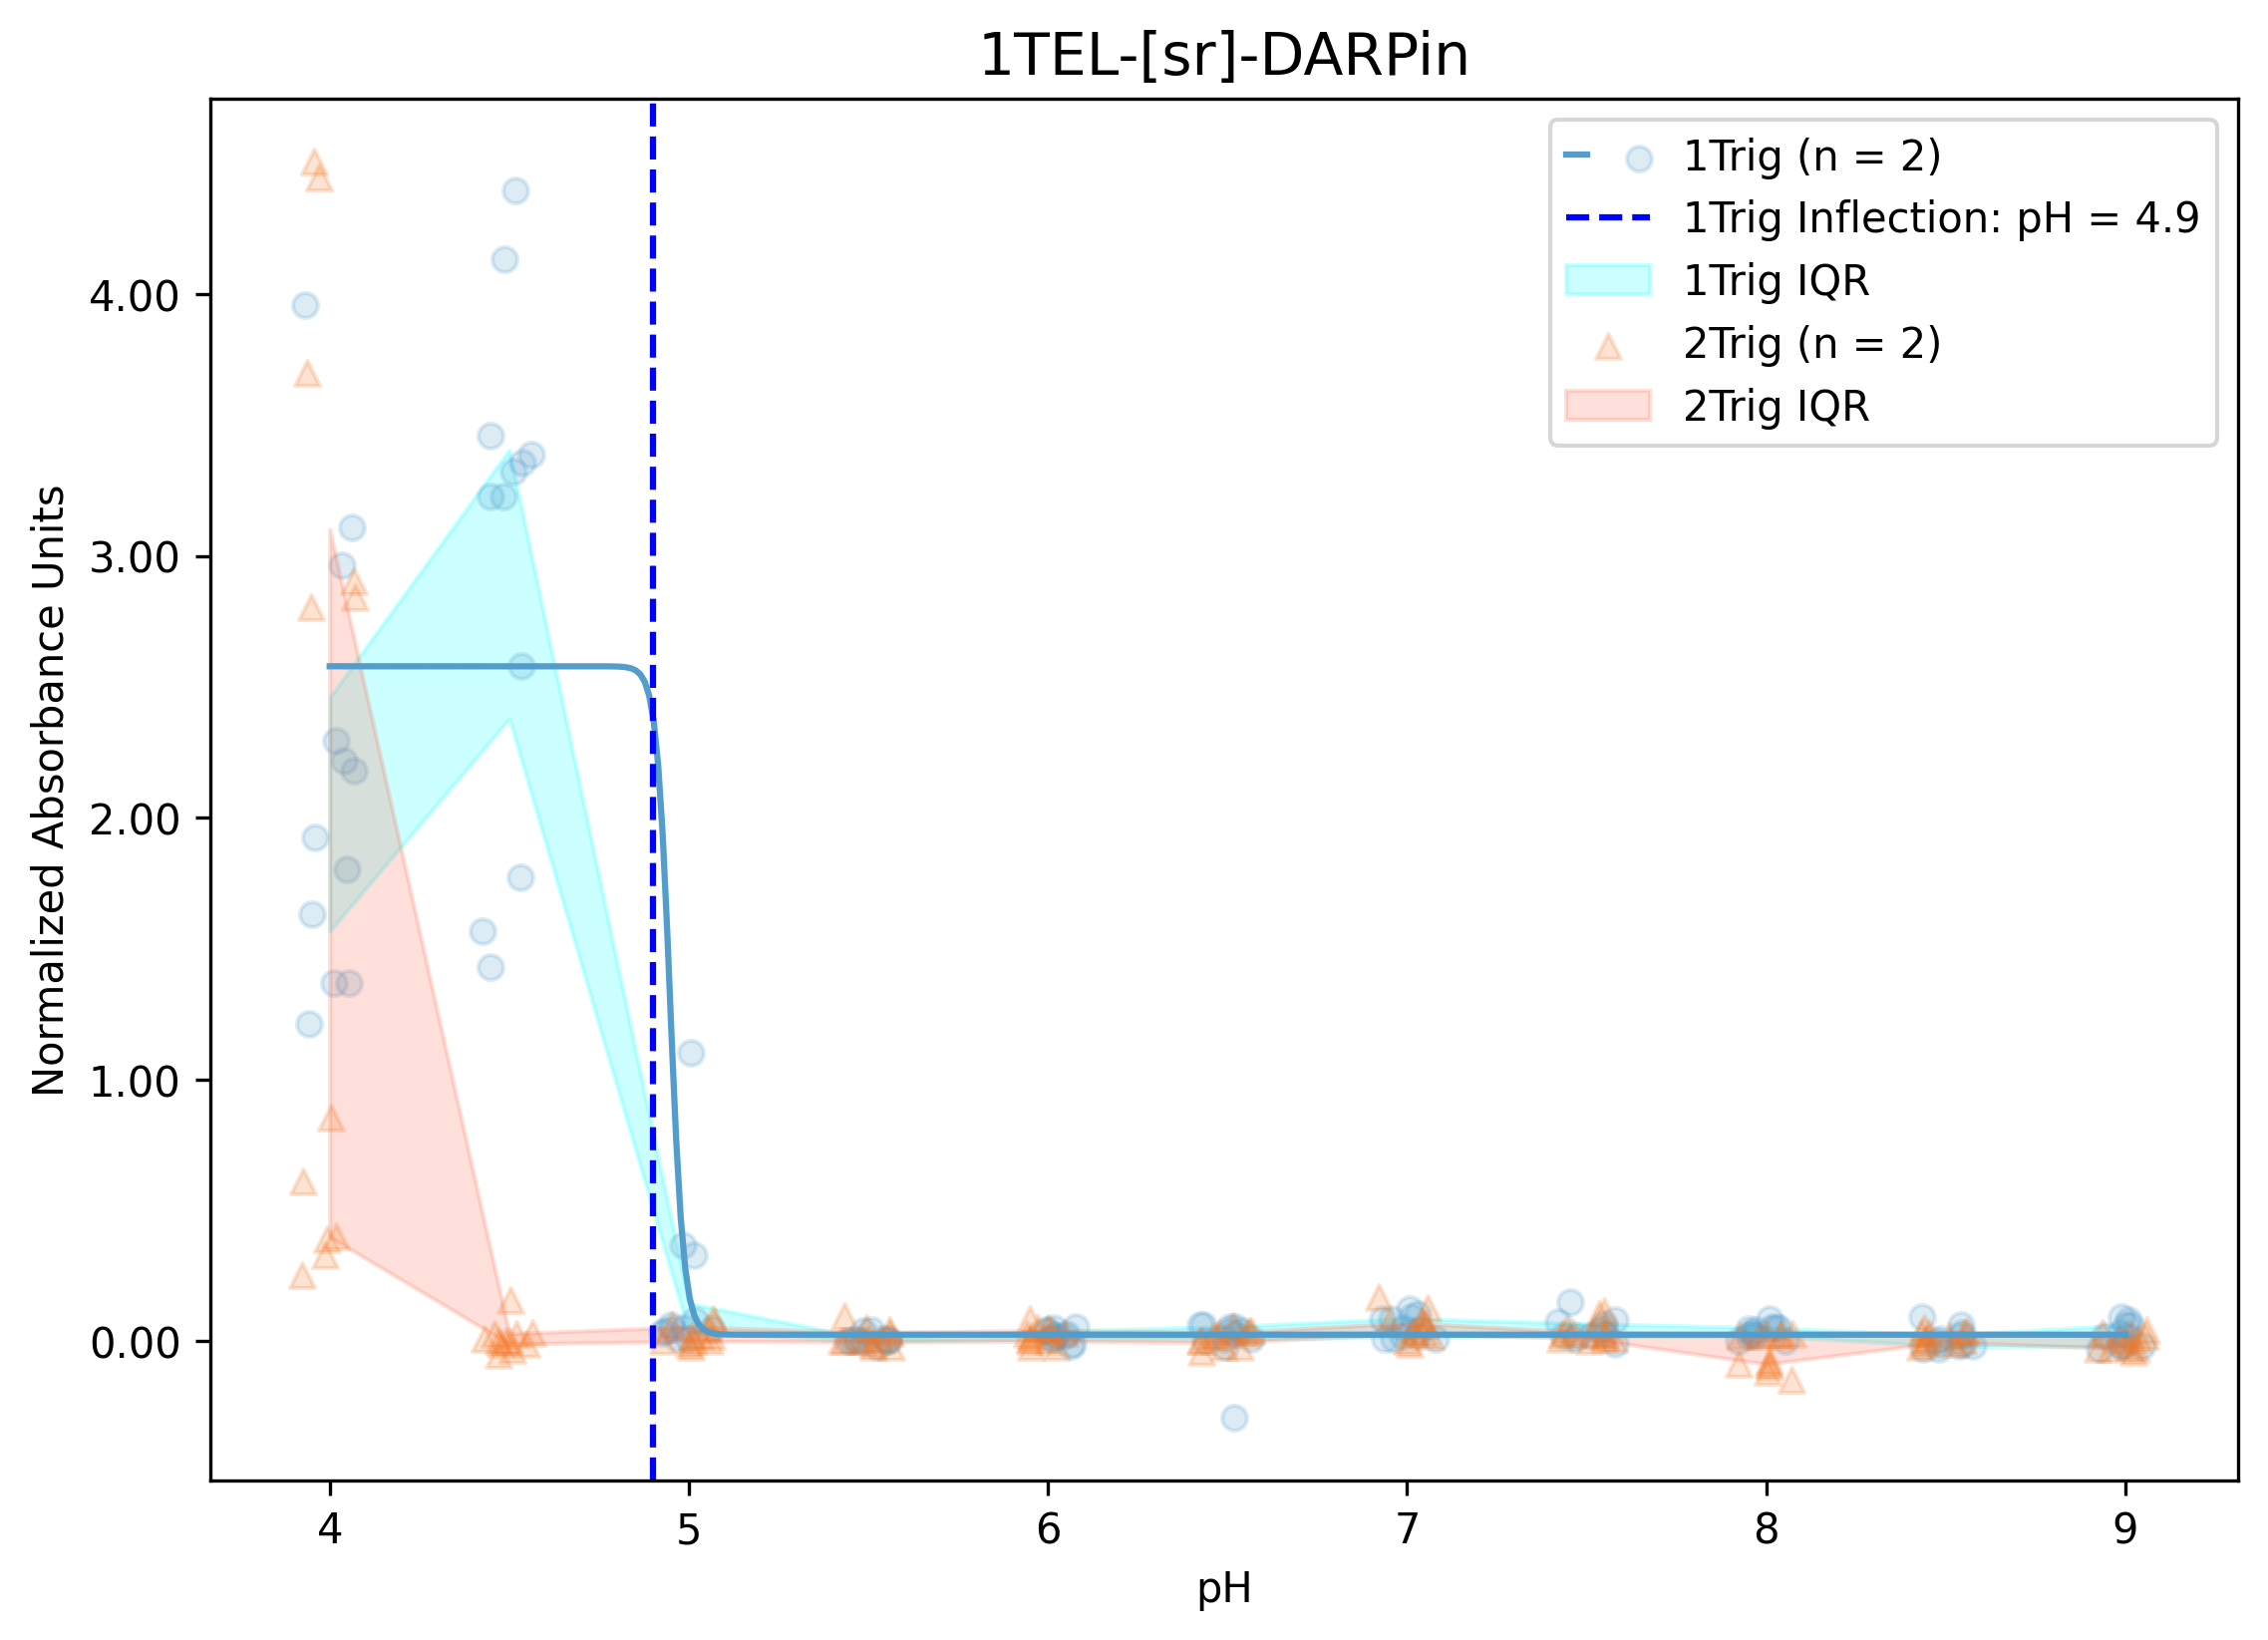 1TEL-[sr]-DARPin
1Trig (n = 2)
1Trig Inflection: pH = 4.9
1Trig IQR
2Trig (n = 2)
2Trig IQR
Normalized Absorbance Units
4.00
3.00
2.00
1.00
0.00
4 5 6 7 8 9
pH